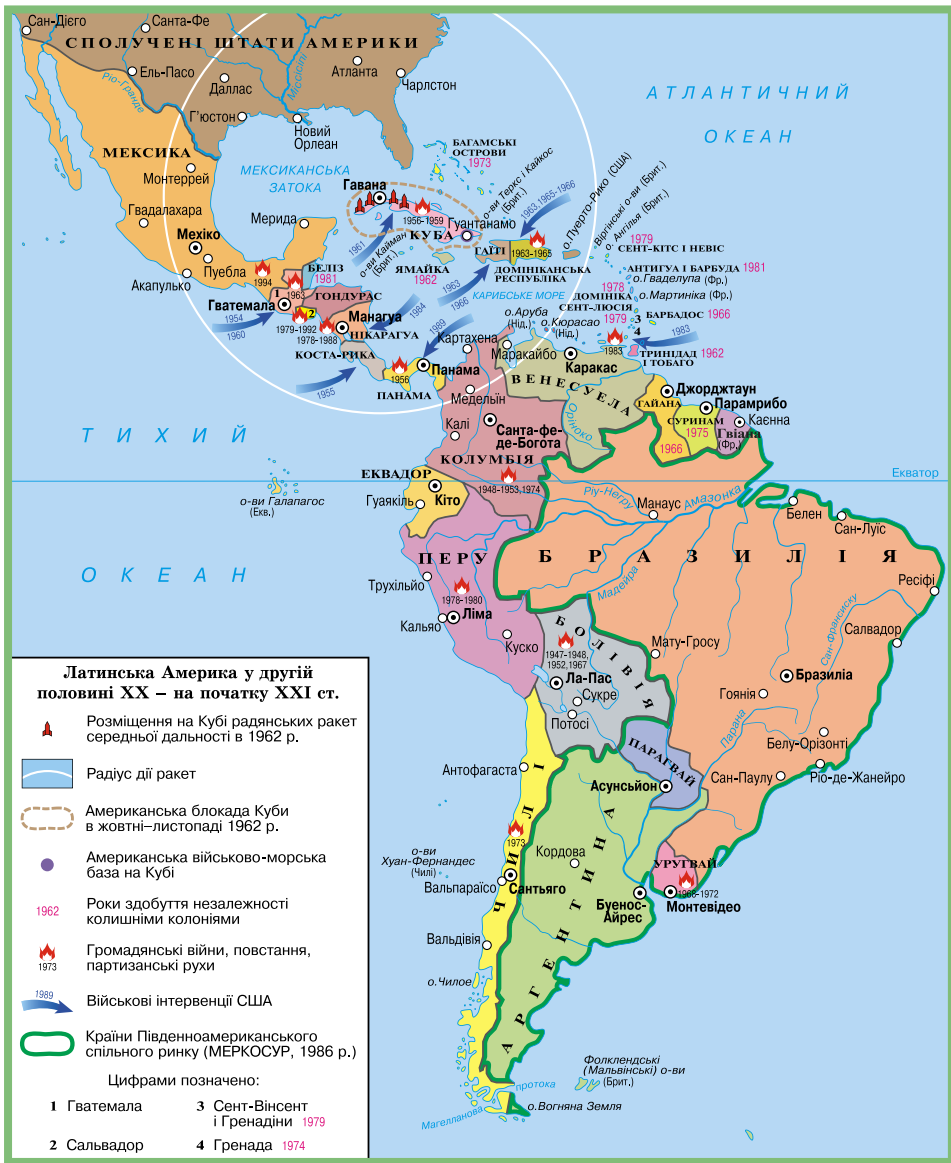 Сан-Дієго
Санта-Фе
СПОЛУЧЕНІ ШТАТИ АМЕРИКИ
Ель-Пасо
Атланта
Чарлстон
Даллас
Міссісіпі
Ріо-Гранде
Г'юстон
Новий
Орлеан
АТЛАНТИЧНИЙ
ОКЕАН
МЕКСИКА
Монтеррей
МЕКСИКАНСЬКА
ЗАТОКА
БАГАМСЬКІ
ОСТРОВИ
1973
Гавана
Гвадалахара
Мерида
1956-1959
Гуантанамо
КУБА
о-ви Теркс і Кайкос
(Брит.)
1963,1965-1966
о.Пуерто-Рико (США)
Віргінські о-ви (Брит.)
о. Ангілья (Брит.)
Мехіко
Пуебла
Акапулько
1994
1961
о-ви Кайман
(Брит.)
ГАЇТІ
1963-1965
1979
СЕНТ-КІТС І НЕВІС
БЕЛІЗ
1981
ЯМАЙКА
1962
ДОМІНІКАНСЬКА
РЕСПУБЛІКА
АНТИГУА І БАРБУДА 1981
о.Гваделупа (Фр.)
1978
ДОМІНІКА
о.Мартиніка (Фр.)
1
1963
ГОНДУРАС
1963
КАРИБСЬКЕ МОРЕ
СЕНТ-ЛЮСІЯ
1979
3
БАРБАДОС
1966
4
Гватемала
2
Манагуа
1984
1966
о.Аруба
(Нід.)
о.Кюрасао
(Нід.)
1954
1960
1979-1992
1978-1988
НІКАРАГУА
1989
Картахена
Маракайбо
1983
1983
КОСТА-РИКА
Каракас
ТРИНІДАД
І ТОБАГО
1962
1955
1956
Панама
ПАНАМА
ВЕНЕСУЕЛА
Джорджтаун
Медельїн
Оріноко
ГАЙАНА
Парамрибо
СУРИНАМ
1975
Каєнна
Гвіана
(Фр.)
1966
ТИХИЙ
ОКЕАН
Калі
Санта-фе-
де-Богота
КОЛУМБІЯ
1948-1953,1974
ЕКВАДОР
Екватор
о-ви Галапагос
(Екв.)
Гуаякіль
Кіто
Ріу-Негру
Манаус
Амазонка
Белен
Сан-Луїс
ПЕРУ
БРАЗИЛІЯ
Трухільйо
1978-1980
Мадейра
Ресіфі
Кальяо
Ліма
Куско
Сан-Франсиску
Салвадор
БОЛІВІЯ
1947-1948,
1952,1967
Мату-Гросу
Ла-Пас
Сукре
Потосі
Бразиліа
Гоянія
Парана
ПАРАГВАЙ
Белу-Орізонті
Антофагаста
Асунсьйон
Сан-Паулу
Ріо-де-Жанейро
ЧИЛІ
1973
о-ви
Хуан-Фернандес
(Чилі)
Кордова
АРГЕНТИНА
УРУГВАЙ
1968-1972
Вальпараїсо
Сантьяго
Буенос-
Айрес
Монтевідео
Вальдівія
о.Чилое
Фолклендські
(Мальвінські) о-ви
(Брит.)
Магелланова
протока
о.Вогняна Земля
Латинська Америка у другій
половині XX – на початку XXI ст.
Розміщення на Кубі радянських ракет
середньої дальності в 1962 р.
Радіус дії ракет
Американська блокада Куби
в жовтні–листопаді 1962 р.
Американська військово-морська
база на Кубі
1962
Роки здобуття незалежності
колишніми колоніями
1973
Громадянські війни, повстання,
партизанські рухи
1989
Військові інтервенції США
Країни Південноамериканського
спільного ринку (МЕРКОСУР, 1986 р.)
Цифрами позначено:
1 Гватемала
2 Сальвадор
3 Сент-Вінсент
і Гренадіни 1979
4 Гренада 1974